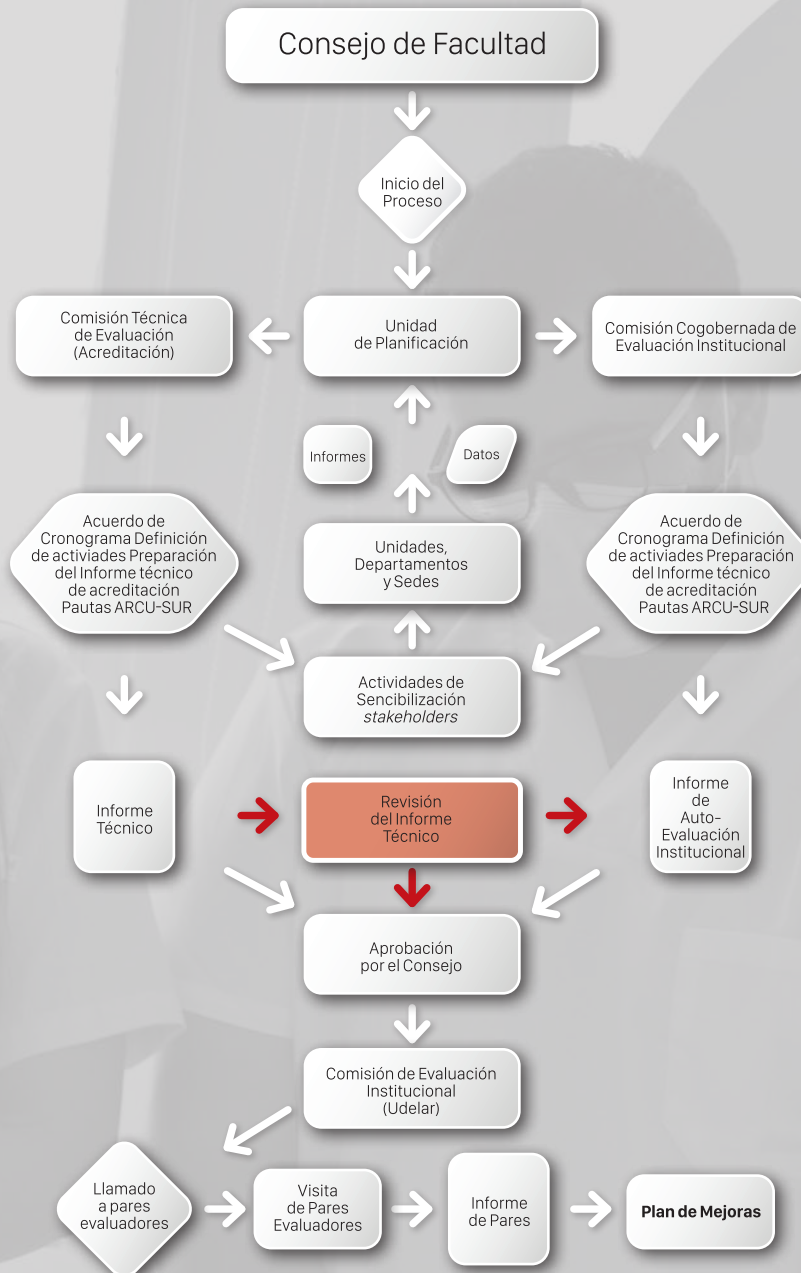 Consejo de Facultad
Inicio del
Proceso
Comisión Técnica
de Evaluación
(Acreditación)
Unidad
de Planificación
Comisión Cogobernada de
Evaluación Institucional
Informes
Datos
Acuerdo de
Cronograma Definición
de activiades Preparación
del Informe técnico
de acreditación
Pautas ARCU-SUR
Unidades,
Departamentos
y Sedes
Acuerdo de
Cronograma Definición
de activiades Preparación
del Informe técnico
de acreditación
Pautas ARCU-SUR
Actividades de
Sencibilización
stakeholders
Informe
Técnico
Revisión
del Informe
Técnico
Informe
de
Auto-
Evaluación
Institucional
Aprobación
por el Consejo
Comisión de Evaluación
Institucional
(Udelar)
Llamado
a pares
evaluadores
Visita
de Pares
Evaluadores
Informe
de Pares
Plan de Mejoras